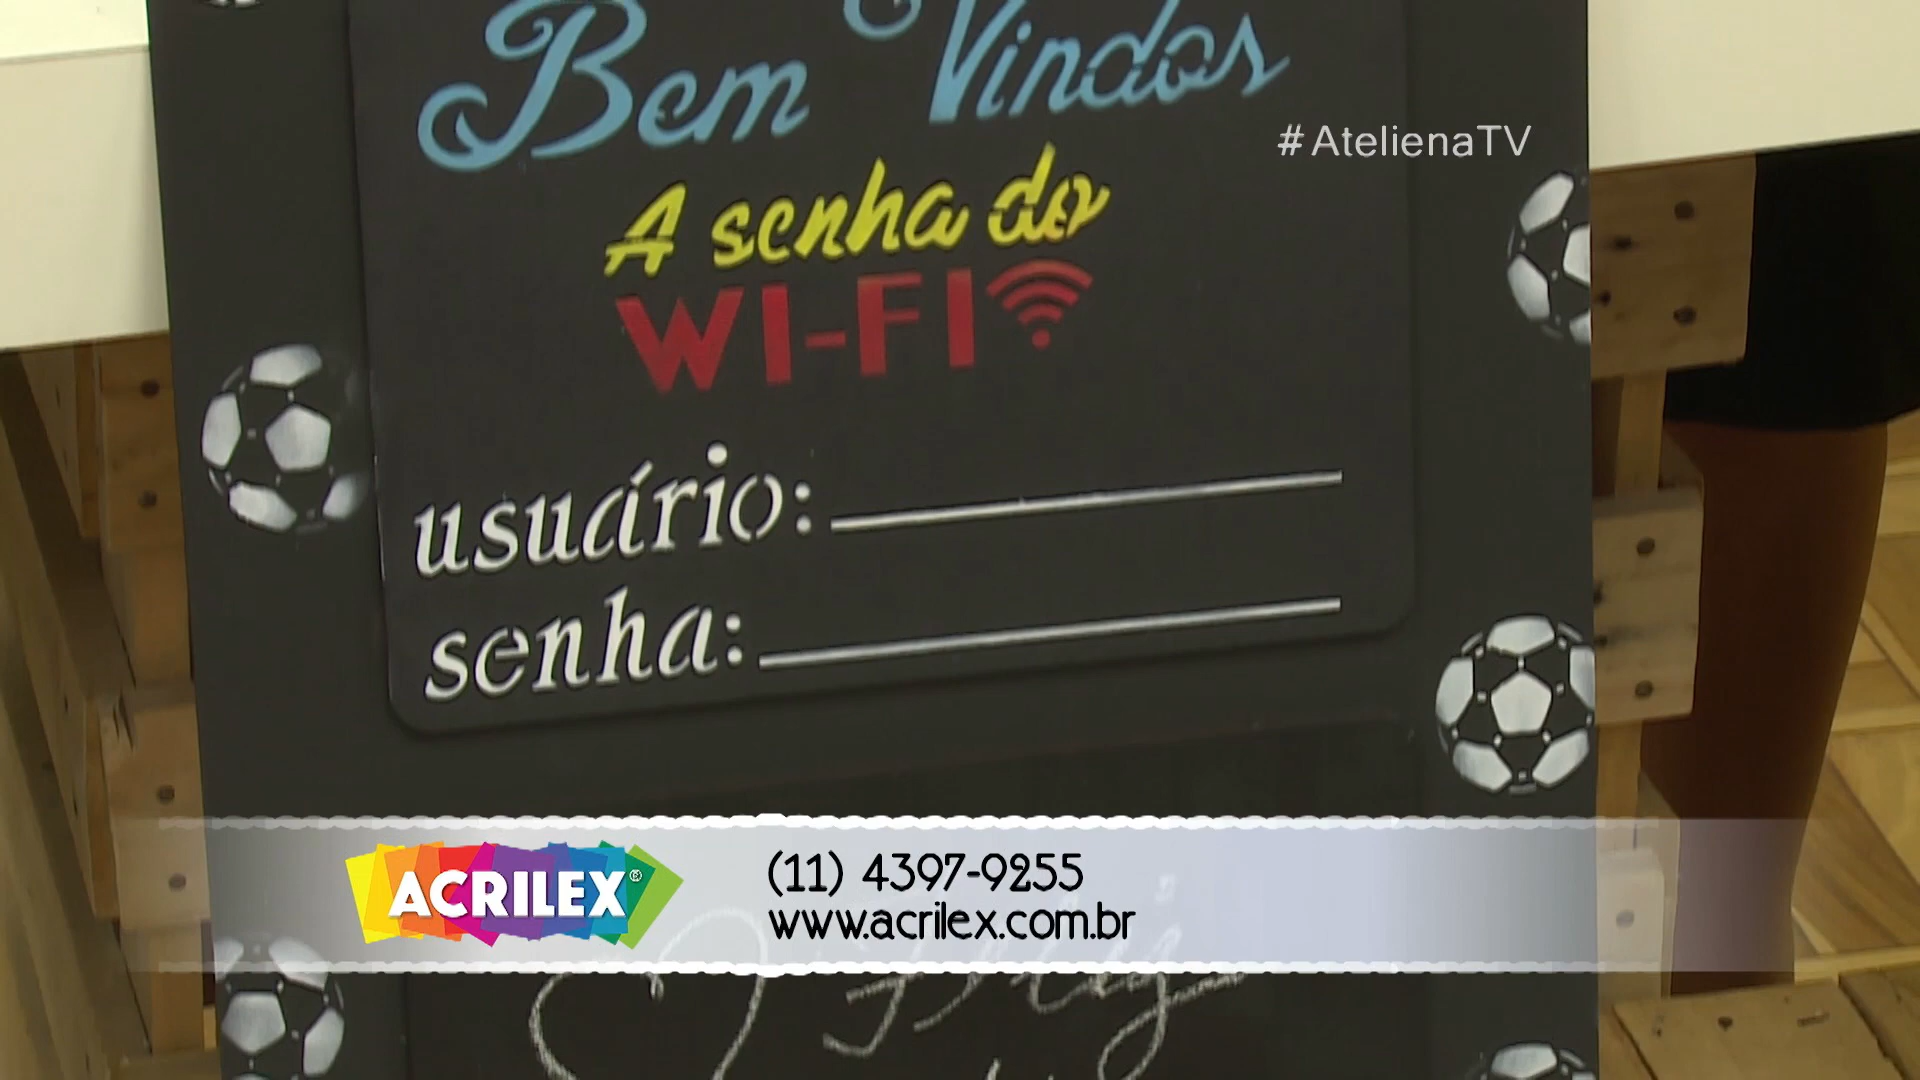 Bem Vindos
#AtelienaTV
A senha do
WI-FI
usuário:
senha:
ACRILEX®
(11) 4397-9255
www.acrilex.com.br